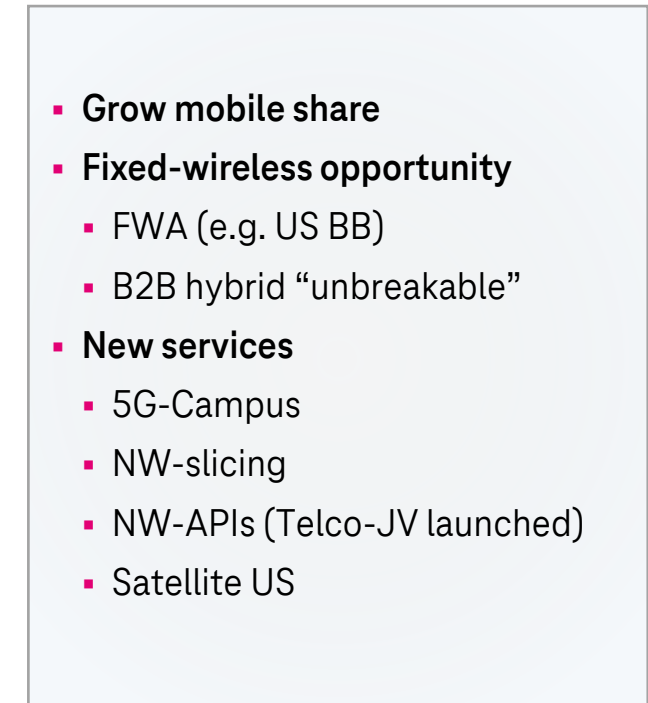 ▪ Grow mobile share
▪ Fixed-wireless opportunity
▪ FWA (e.g. US BB)
▪ B2B hybrid “unbreakable”
▪ New services
▪ 5G-Campus
▪ NW-slicing
▪ NW-APIs (Telco-JV launched)
▪ Satellite US